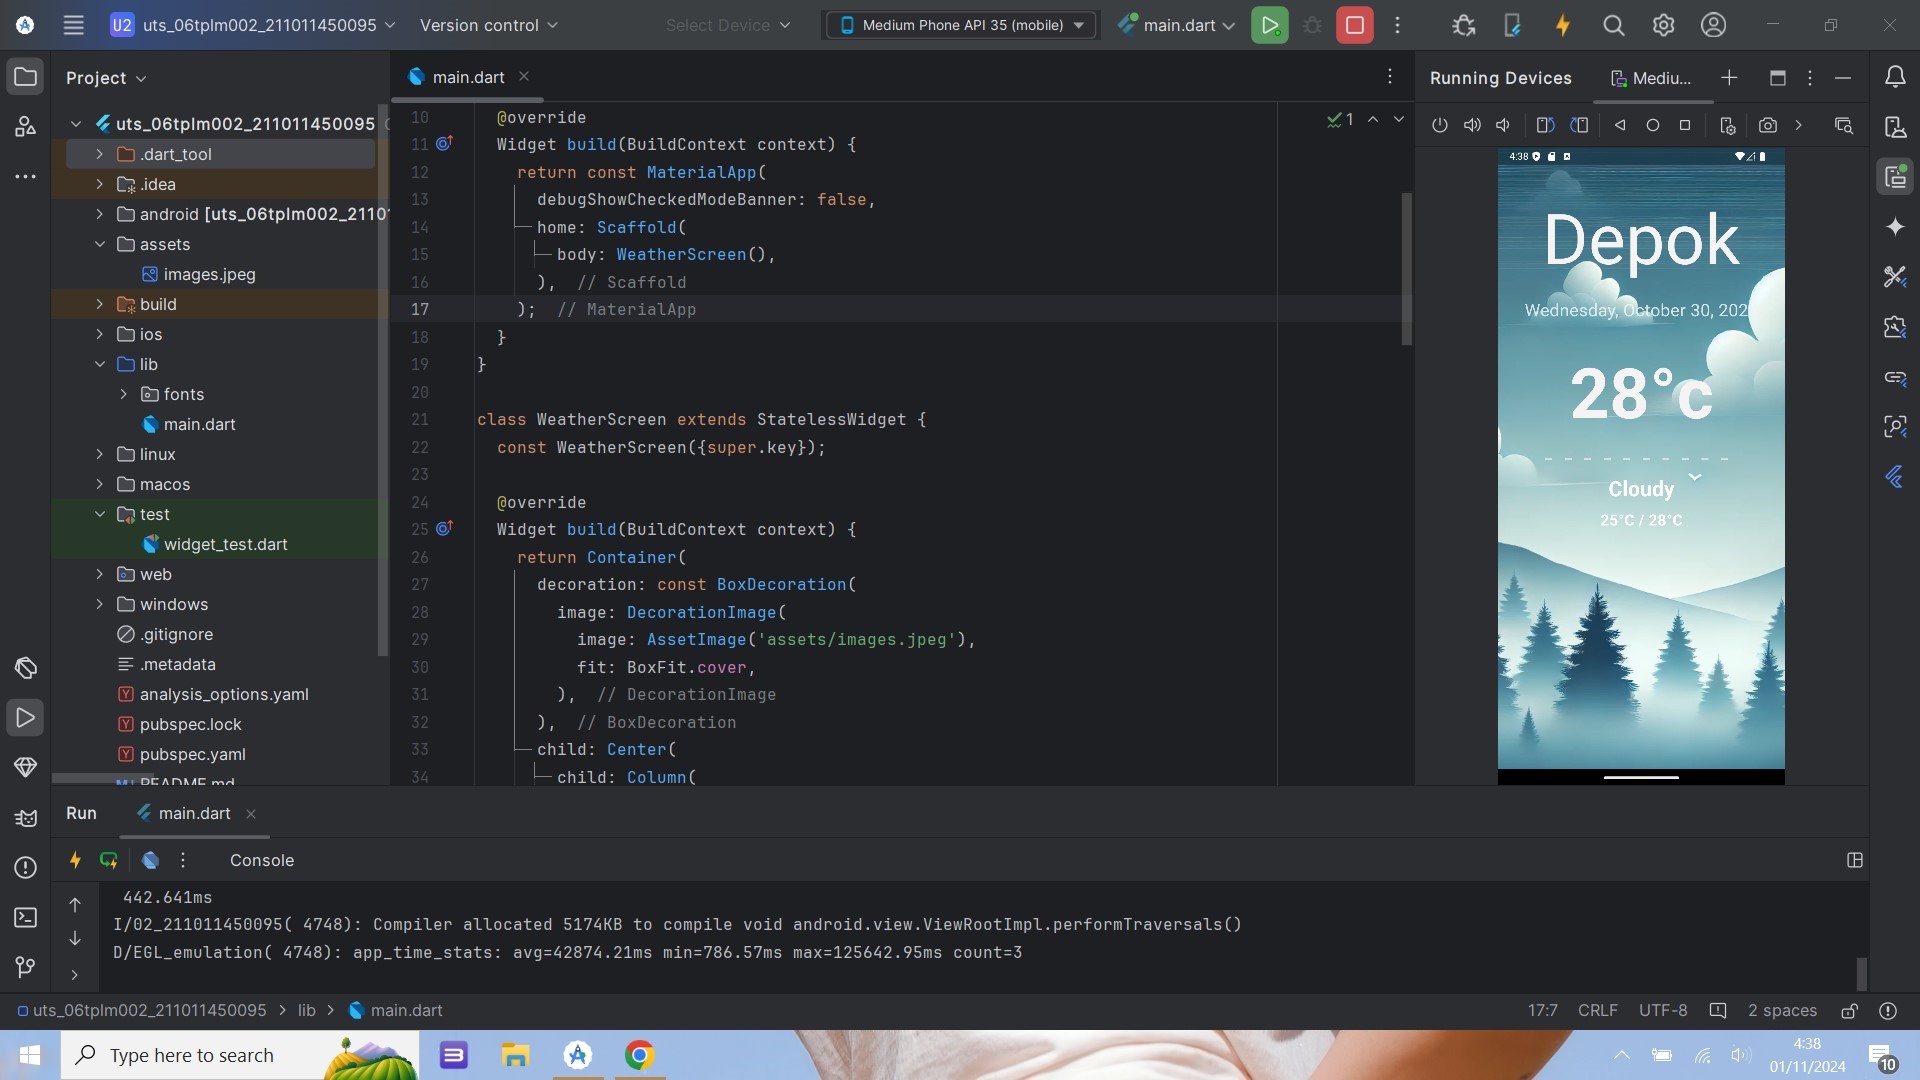 U2 uts_06tplm002_211011450095 Version control Select Device Medium Phone API 35 (mobile) main.dart
Project
uts_06tplm002_211011450095
.dart_tool
.idea
android [uts_06tplm002_2110
assets
images.jpeg
build
ios
lib
fonts
main.dart
linux
macos
test
widget_test.dart
web
windows
.gitignore
.metadata
analysis_options.yaml
pubspec.lock
pubspec.yaml
README.md
main.dart
1
10 @override
11 Widget build(BuildContext context) {
12 return const MaterialApp(
13 debugShowCheckedModeBanner: false,
14 home: Scaffold(
15 body: WeatherScreen(),
16 ), // Scaffold
17 ); // MaterialApp
18 }
19 }
20
21 class WeatherScreen extends StatelessWidget {
22 const WeatherScreen({super.key});
23
24 @override
25 Widget build(BuildContext context) {
26 return Container(
27 decoration: const BoxDecoration(
28 image: DecorationImage(
29 image: AssetImage('assets/images.jpeg'),
30 fit: BoxFit.cover,
31 ), // DecorationImage
32 ), // BoxDecoration
33 child: Center(
34 child: Column(
Running Devices Mediu...
4:38
Depok
Wednesday, October 30, 202
28°c
Cloudy
25°C / 28°C
Run main.dart
Console
442.641ms
I/02_211011450095( 4748): Compiler allocated 5174KB to compile void android.view.ViewRootImpl.performTraversals()
D/EGL_emulation( 4748): app_time_stats: avg=42874.21ms min=786.57ms max=125642.95ms count=3
uts_06tplm002_211011450095 > lib > main.dart 17:7 CRLF UTF-8 2 spaces
Type here to search
4:38
01/11/2024
10